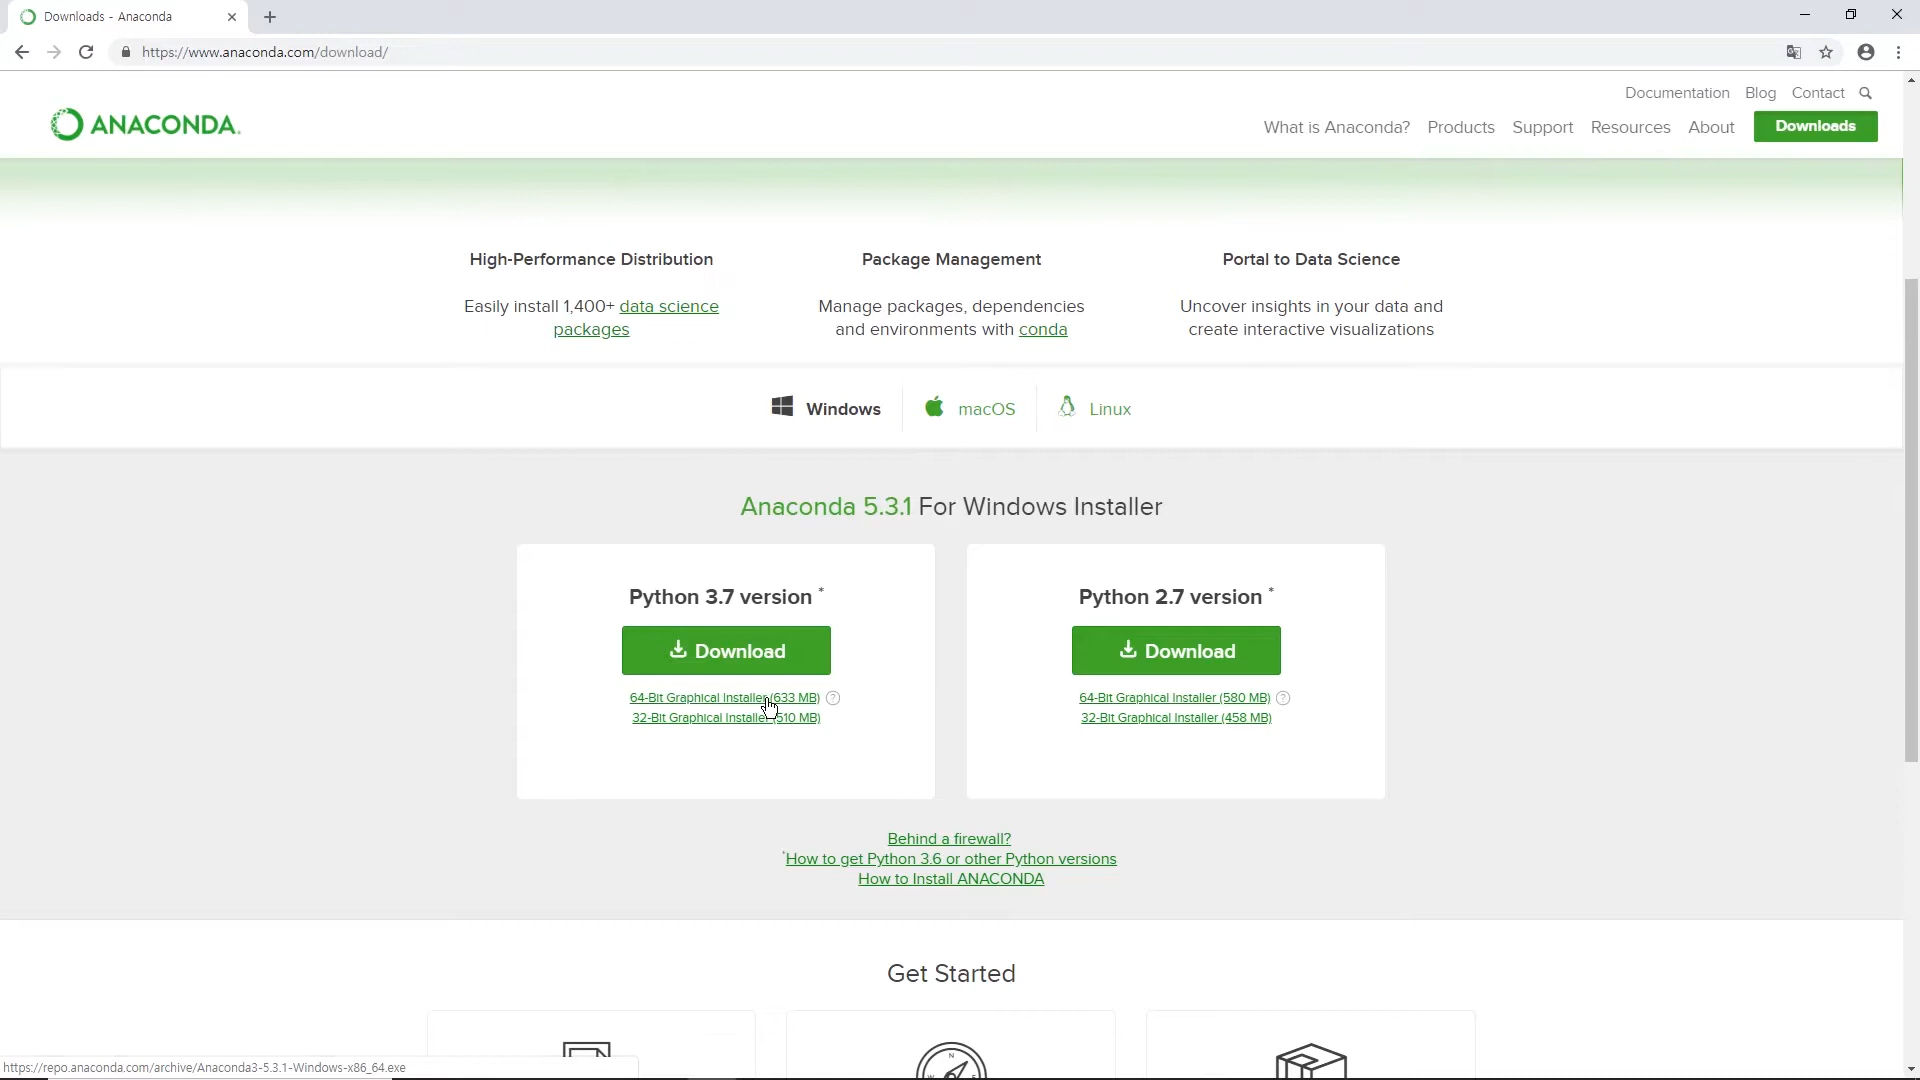 Downloads - Anaconda
https://www.anaconda.com/download/
Documentation Blog Contact
ANACONDA.
What is Anaconda? Products Support Resources About Downloads
High-Performance Distribution
Easily install 1,400+ data science
packages
Package Management
Manage packages, dependencies
and environments with conda
Portal to Data Science
Uncover insights in your data and
create interactive visualizations
Windows macOS Linux
Anaconda 5.3.1 For Windows Installer
Python 3.7 version *
Download
64-Bit Graphical Installer (633 MB) ?
32-Bit Graphical Installer (510 MB)
Python 2.7 version *
Download
64-Bit Graphical Installer (580 MB) ?
32-Bit Graphical Installer (458 MB)
Behind a firewall?
*How to get Python 3.6 or other Python versions
How to Install ANACONDA
Get Started
N
https://repo.anaconda.com/archive/Anaconda3-5.3.1-Windows-x86_64.exe